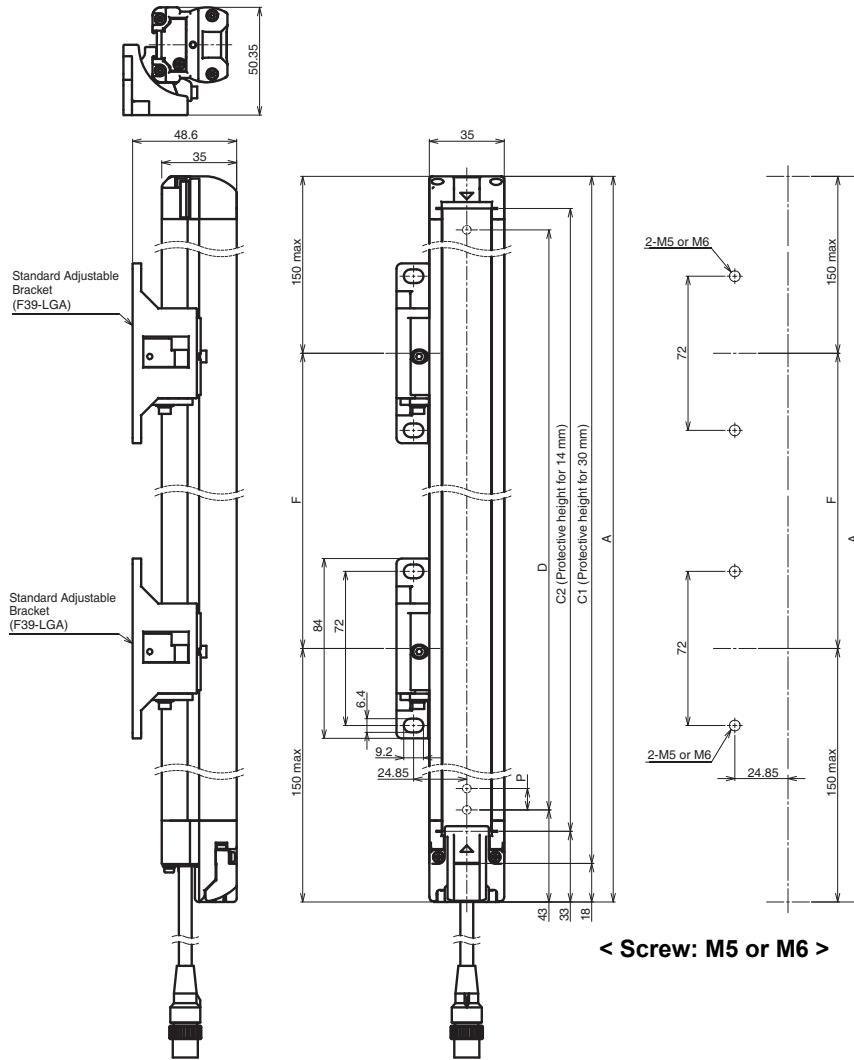 50.35
48.6
35
35
150 max
150 max
2-M5 or M6
Standard Adjustable
Bracket
(F39-LGA)
72
F
D
C2 (Protective height for 14 mm)
C1 (Protective height for 30 mm)
A
F
A
Standard Adjustable
Bracket
(F39-LGA)
84
72
72
6.4
9.2
24.85
P
2-M5 or M6
24.85
150 max
150 max
43
33
18
< Screw: M5 or M6 >